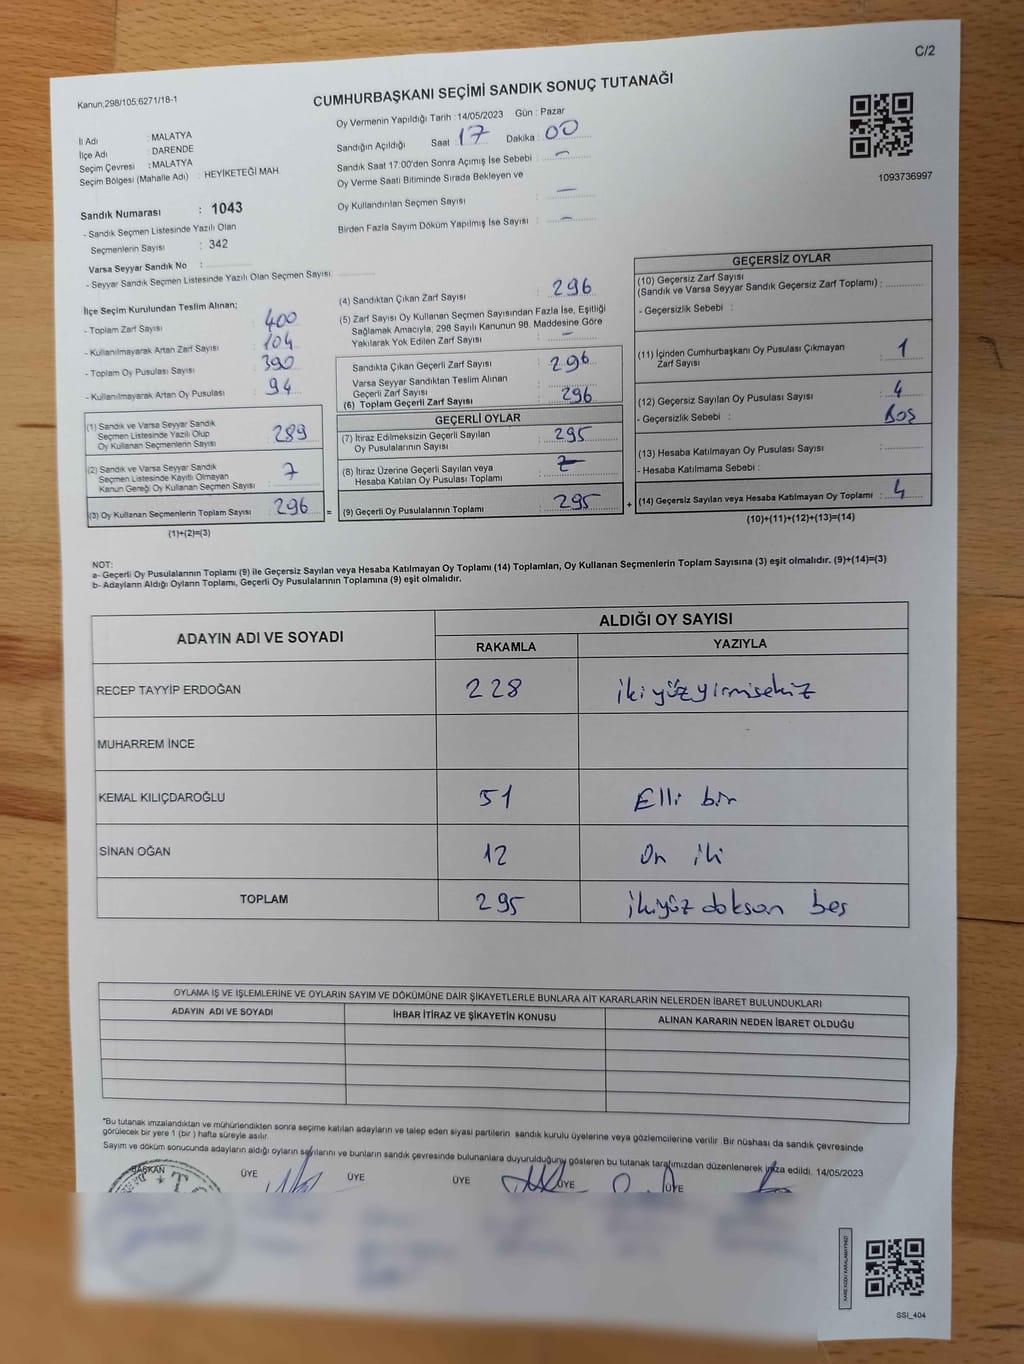 C/2
Kanun,298/105;6271/18-1
CUMHURBAŞKANI SEÇİMİ SANDIK SONUÇ TUTANAĞI
Oy Vermenin Yapıldığı Tarih : 14/05/2023 Gün : Pazar
İl Adı : MALATYA
İlçe Adı : DARENDE
Seçim Çevresi : MALATYA
Seçim Bölgesi (Mahalle Adı) : HEYİKETEĞİ MAH.
Sandığın Açıldığı Saat : 17 Dakika : 00
Sandık Saat 17:00'den Sonra Açımış İse Sebebi : —
Oy Verme Saati Bitiminde Sırada Bekleyen ve
Oy Kullandırılan Seçmen Sayısı : —
Birden Fazla Sayım Döküm Yapılmış İse Sayısı : —
1093736997
Sandık Numarası : 1043
- Sandık Seçmen Listesinde Yazılı Olan
Seçmenlerin Sayısı : 342
Varsa Seyyar Sandık No :
- Seyyar Sandık Seçmen Listesinde Yazılı Olan Seçmen Sayısı:
İlçe Seçim Kurulundan Teslim Alınan;
- Toplam Zarf Sayısı : 400
- Kullanılmayarak Artan Zarf Sayısı : 104
- Toplam Oy Pusulası Sayısı : 390
- Kullanılmayarak Artan Oy Pusulası : 94
(1) Sandık ve Varsa Seyyar Sandık
Seçmen Listesinde Yazılı Olup
Oy Kullanan Seçmenlerin Sayısı : 289
(2) Sandık ve Varsa Seyyar Sandık
Seçmen Listesinde Kayıtlı Olmayan
Kanun Gereği Oy Kullanan Seçmen Sayısı : 7
(3) Oy Kullanan Seçmenlerin Toplam Sayısı : 296 =
(1)+(2)=(3)
(4) Sandıktan Çıkan Zarf Sayısı : 296
(5) Zarf Sayısı Oy Kullanan Seçmen Sayısından Fazla İse, Eşitliği
Sağlamak Amacıyla, 298 Sayılı Kanunun 98. Maddesine Göre
Yakılarak Yok Edilen Zarf Sayısı : —
Sandıkta Çıkan Geçerli Zarf Sayısı : 296
Varsa Seyyar Sandıktan Teslim Alınan
Geçerli Zarf Sayısı :
(6) Toplam Geçerli Zarf Sayısı : 296
GEÇERLİ OYLAR
(7) İtiraz Edilmeksizin Geçerli Sayılan
Oy Pusulalarının Sayısı : 295
(8) İtiraz Üzerine Geçerli Sayılan veya
Hesaba Katılan Oy Pusulası Toplamı :
(9) Geçerli Oy Pusulalarının Toplamı : 295 +
GEÇERSİZ OYLAR
(10) Geçersiz Zarf Sayısı
(Sandık ve Varsa Seyyar Sandık Geçersiz Zarf Toplamı) :
- Geçersizlik Sebebi :
(11) İçinden Cumhurbaşkanı Oy Pusulası Çıkmayan
Zarf Sayısı : 1
(12) Geçersiz Sayılan Oy Pusulası Sayısı : 4
- Geçersizlik Sebebi : Boş
(13) Hesaba Katılmayan Oy Pusulası Sayısı :
- Hesaba Katılmama Sebebi :
(14) Geçersiz Sayılan veya Hesaba Katılmayan Oy Toplamı : 4
(10)+(11)+(12)+(13)=(14)
NOT:
a- Geçerli Oy Pusulalarının Toplamı (9) ile Geçersiz Sayılan veya Hesaba Katılmayan Oy Toplamı (14) Toplamları, Oy Kullanan Seçmenlerin Toplam Sayısına (3) eşit olmalıdır. (9)+(14)=(3)
b- Adayların Aldığı Oyların Toplamı, Geçerli Oy Pusulalarının Toplamına (9) eşit olmalıdır.
ADAYIN ADI VE SOYADI ALDIĞI OY SAYISI
RAKAMLA YAZIYLA
RECEP TAYYİP ERDOĞAN 228 ikiyüzyirmisekiz
MUHARREM İNCE
KEMAL KILIÇDAROĞLU 51 Elli bir
SİNAN OĞAN 12 On iki
TOPLAM 295 ikiyüz doksan beş
OYLAMA İŞ VE İŞLEMLERİNE VE OYLARIN SAYIM VE DÖKÜMÜNE DAİR ŞİKAYETLERLE BUNLARA AİT KARARLARIN NELERDEN İBARET BULUNDUKLARI
ADAYIN ADI VE SOYADI İHBAR İTİRAZ VE ŞİKAYETİN KONUSU ALINAN KARARIN NEDEN İBARET OLDUĞU
*Bu tutanak imzalandıktan ve mühürlendikten sonra seçime katılan adayların ve talep eden siyasi partilerin sandık kurulu üyelerine veya gözlemcilerine verilir. Bir nüshası da sandık çevresinde
görülecek bir yere 1 (bir ) hafta süreyle asılır.
Sayım ve döküm sonucunda adayların aldığı oyların sayılarını ve bunların sandık çevresinde bulunanlara duyurulduğunu gösteren bu tutanak tarafımızdan düzenlenerek imza edildi. 14/05/2023
BAŞKAN ÜYE ÜYE ÜYE ÜYE ÜYE
KARE KODU KARALAMAYINIZ!
SSI_404